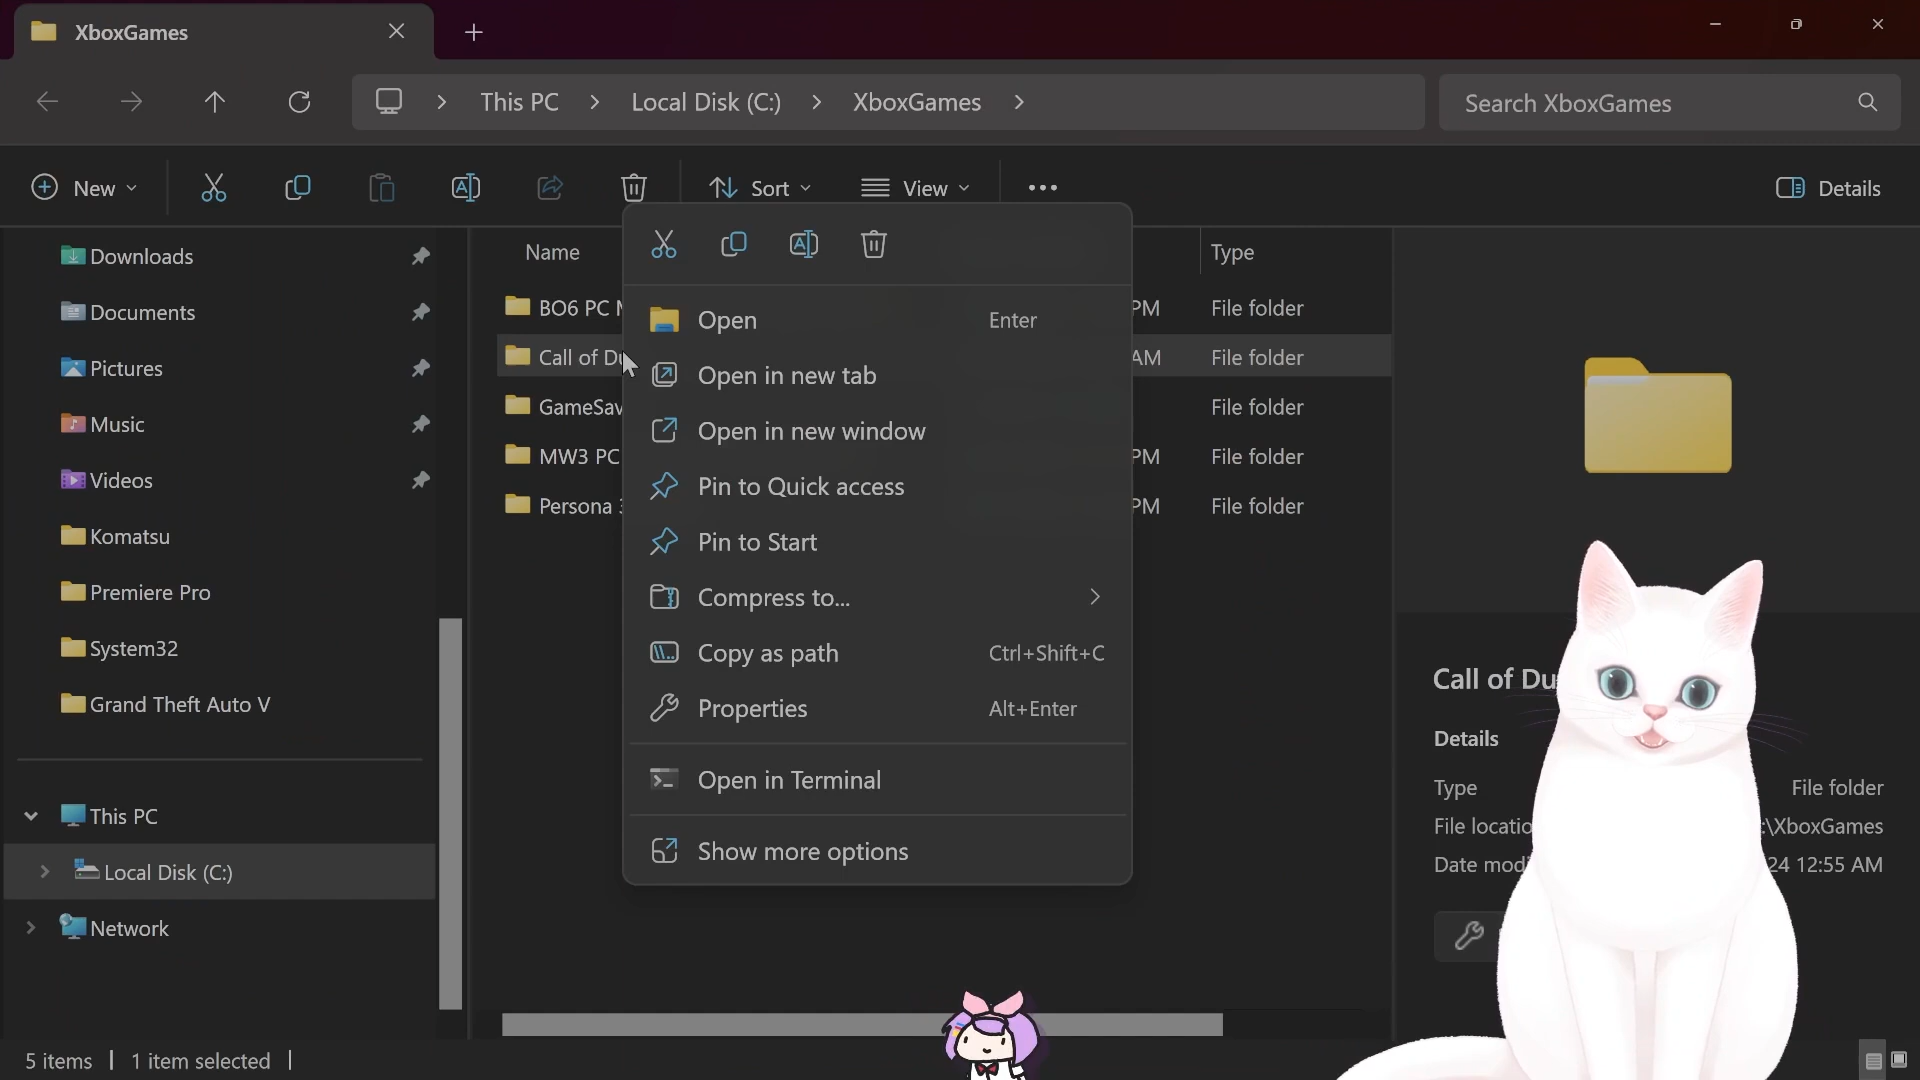 XboxGames
This PC
Local Disk (C:)
XboxGames
Search XboxGames
New
Sort
View
Details
Downloads
Documents
Pictures
Music
Videos
Komatsu
Premiere Pro
System32
Grand Theft Auto V
This PC
Local Disk (C:)
Network
Name
Type
BO6 PC
PM
File folder
Call of Du
AM
File folder
GameSav
File folder
MW3 PC
PM
File folder
Persona 3
PM
File folder
Open
Enter
Open in new tab
Open in new window
Pin to Quick access
Pin to Start
Compress to...
Copy as path
Ctrl+Shift+C
Properties
Alt+Enter
Open in Terminal
Show more options
Call of Du
Details
Type
File folder
File locatio
:\XboxGames
Date modi
24 12:55 AM
5 items
1 item selected